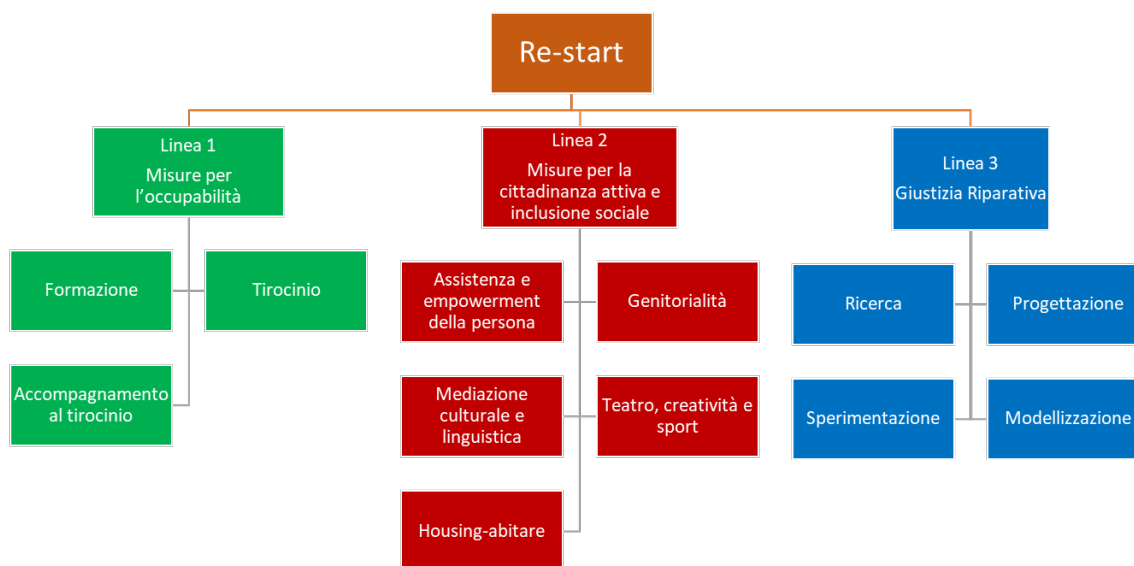 Re-start
Linea 1
Misure per
l'occupabilità
Linea 2
Misure per la
cittadinanza attiva e
inclusione sociale
Linea 3
Giustizia Riparativa
Formazione
Tirocinio
Accompagnamento
al tirocinio
Assistenza e
empowerment
della persona
Genitorialità
Mediazione
culturale e
linguistica
Teatro, creatività e
sport
Housing-abitare
Ricerca
Progettazione
Sperimentazione
Modellizzazione